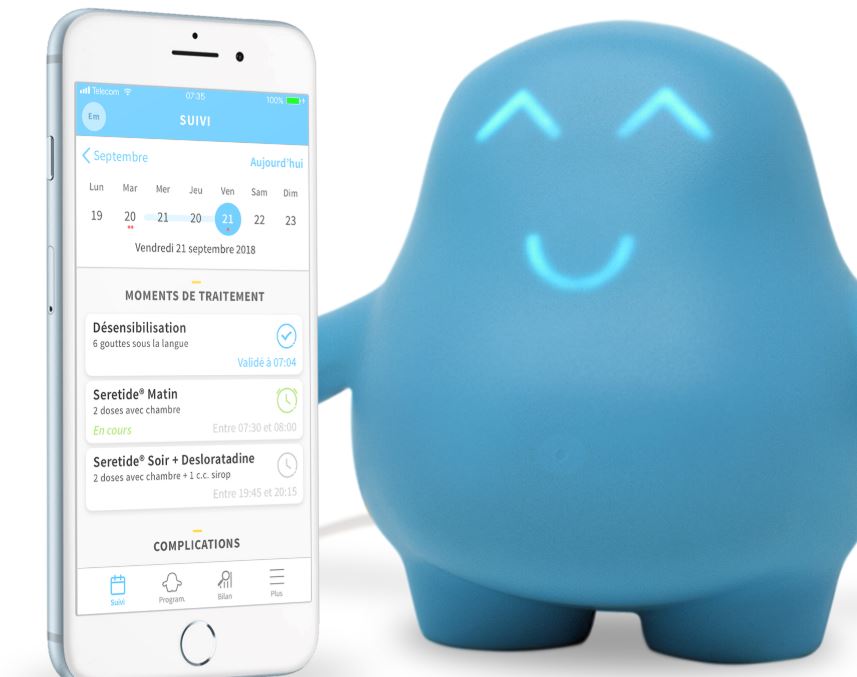 Telecom
07:35
100%
Em
SUIVI
Septembre
Aujourd'hui
Lun Mar Mer Jeu Ven Sam Dim
19 20 21 20 21 22 23
Vendredi 21 septembre 2018
MOMENTS DE TRAITEMENT
Désensibilisation
6 gouttes sous la langue
Validé à 07:04
Seretide® Matin
2 doses avec chambre
En cours
Entre 07:30 et 08:00
Seretide® Soir + Desloratadine
2 doses avec chambre + 1 c.c. sirop
Entre 19:45 et 20:15
COMPLICATIONS
Suivi Program. Bilan Plus